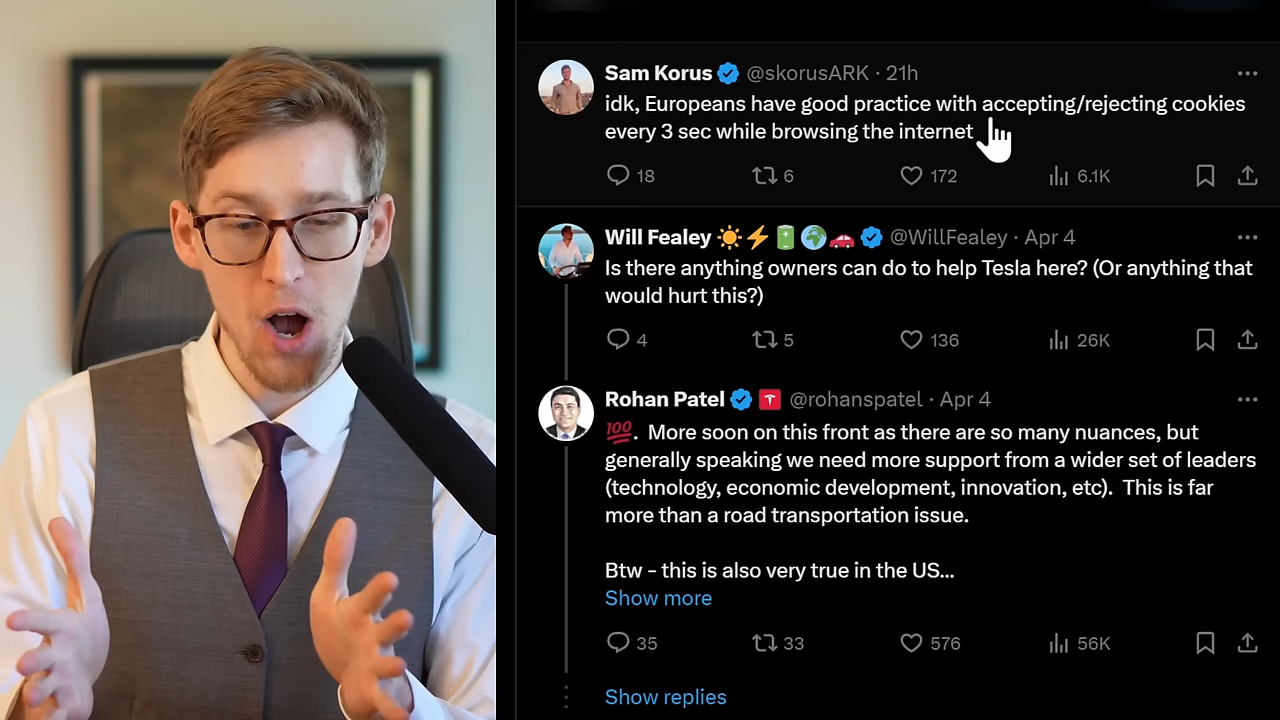 Sam Korus @skorusARK · 21h
idk, Europeans have good practice with accepting/rejecting cookies
every 3 sec while browsing the internet
18 6 172 6.1K
Will Fealey ☀️⚡🔋🌍🚗 @WillFealey · Apr 4
Is there anything owners can do to help Tesla here? (Or anything that
would hurt this?)
4 5 136 26K
Rohan Patel @rohanspatel · Apr 4
💯. More soon on this front as there are so many nuances, but
generally speaking we need more support from a wider set of leaders
(technology, economic development, innovation, etc). This is far
more than a road transportation issue.
Btw - this is also very true in the US...
Show more
35 33 576 56K
Show replies